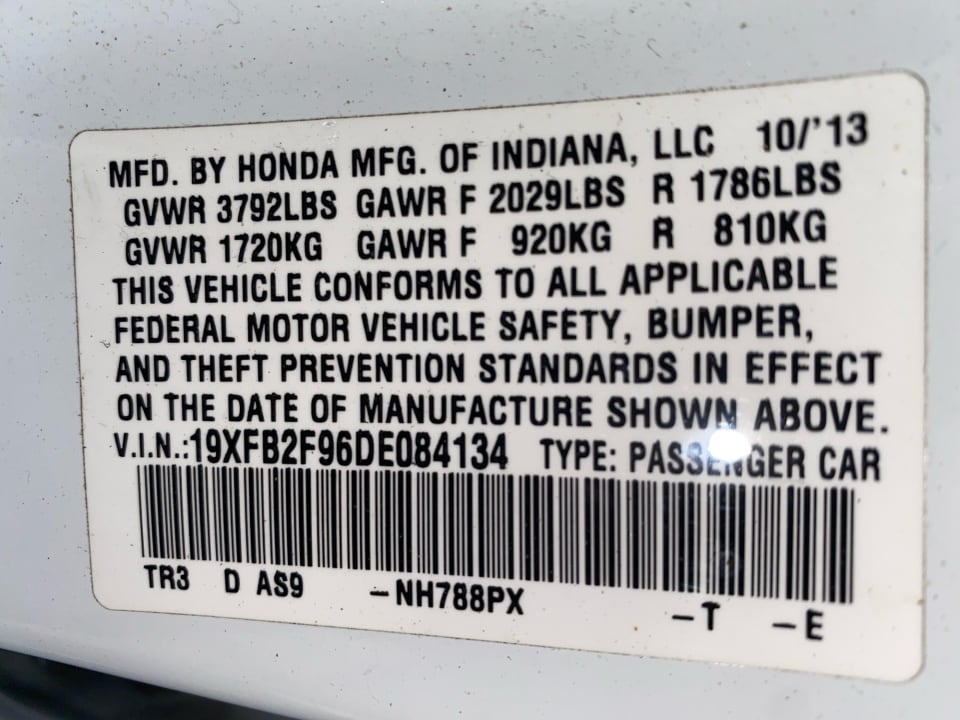 MFD. BY HONDA MFG. OF INDIANA, LLC 10/'13
GVWR 3792LBS GAWR F 2029LBS R 1786LBS
GVWR 1720KG GAWR F 920KG R 810KG
THIS VEHICLE CONFORMS TO ALL APPLICABLE
FEDERAL MOTOR VEHICLE SAFETY, BUMPER,
AND THEFT PREVENTION STANDARDS IN EFFECT
ON THE DATE OF MANUFACTURE SHOWN ABOVE.
V.I.N.:19XFB2F96DE084134 TYPE: PASSENGER CAR
TR3 D AS9 -NH788PX -T -E